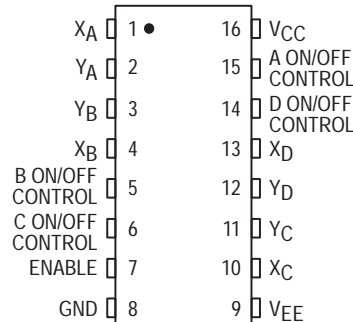 XA 1 16 VCC
YA 2 15 A ON/OFF CONTROL
YB 3 14 D ON/OFF CONTROL
XB 4 13 XD
B ON/OFF CONTROL 5 12 YD
C ON/OFF CONTROL 6 11 YC
ENABLE 7 10 XC
GND 8 9 VEE